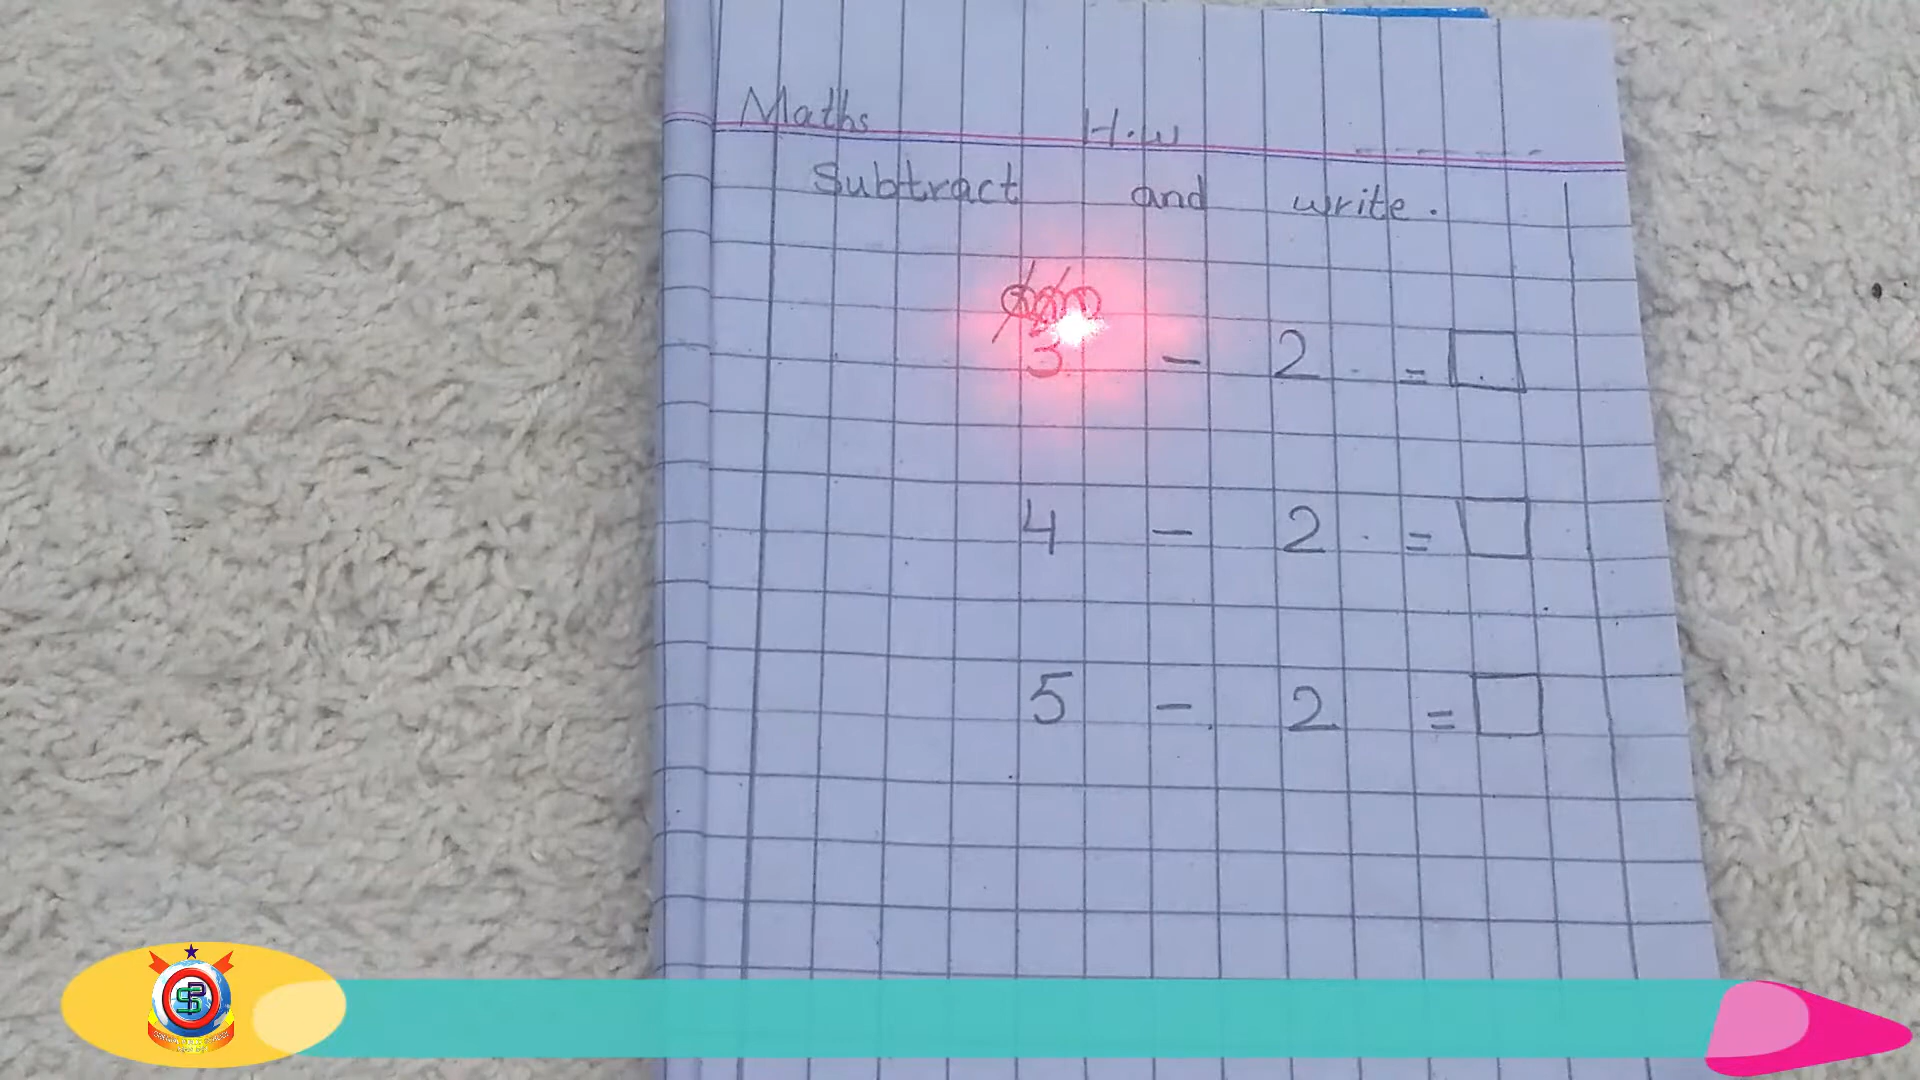 Maths H.W
Subtract and write.
3 - 2 = 
4 - 2 = 
5 - 2 =